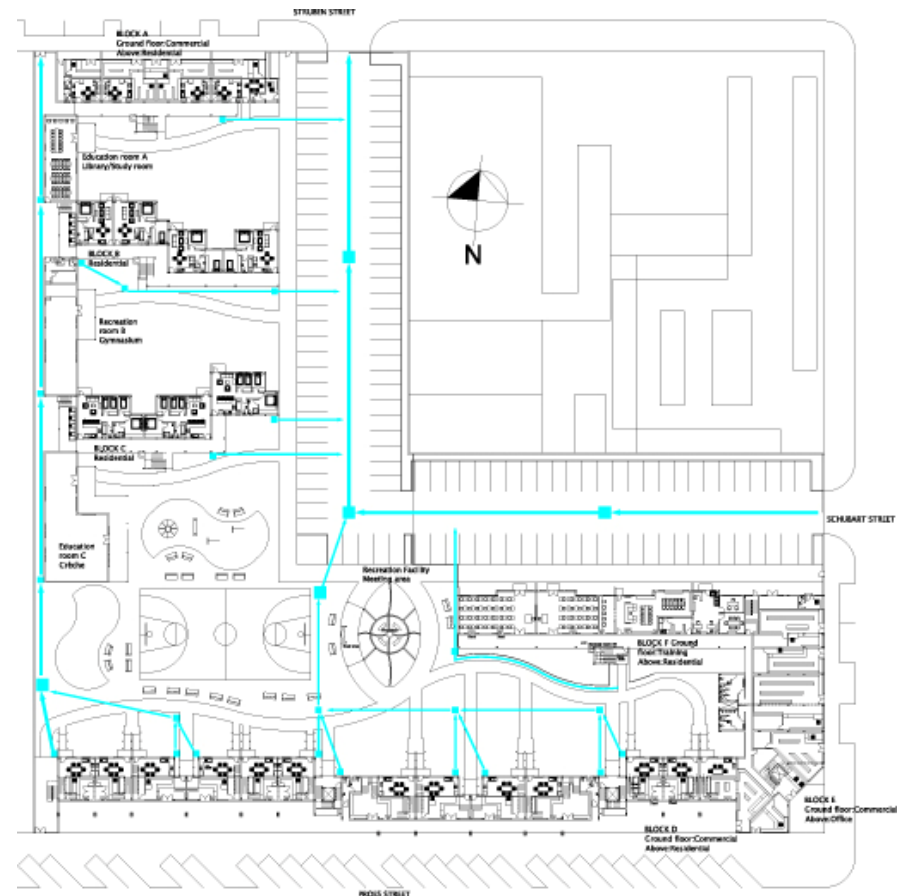 STRUBEN STREET
BLOCK A
Ground floor:Commercial
Above:Residential
Education room A
Library/Study room
N
BLOCK B
Residential
Recreation
room B
Gymnasium
BLOCK C
Residential
SCHUBART STREET
Education
room C
Crèche
Recreation Facility
Meeting area
BLOCK F Ground
floor:Training
Above:Residential
BLOCK E
Ground floor:Commercial
Above:Office
BLOCK D
Ground floor:Commercial
Above:Residential
PROES STREET